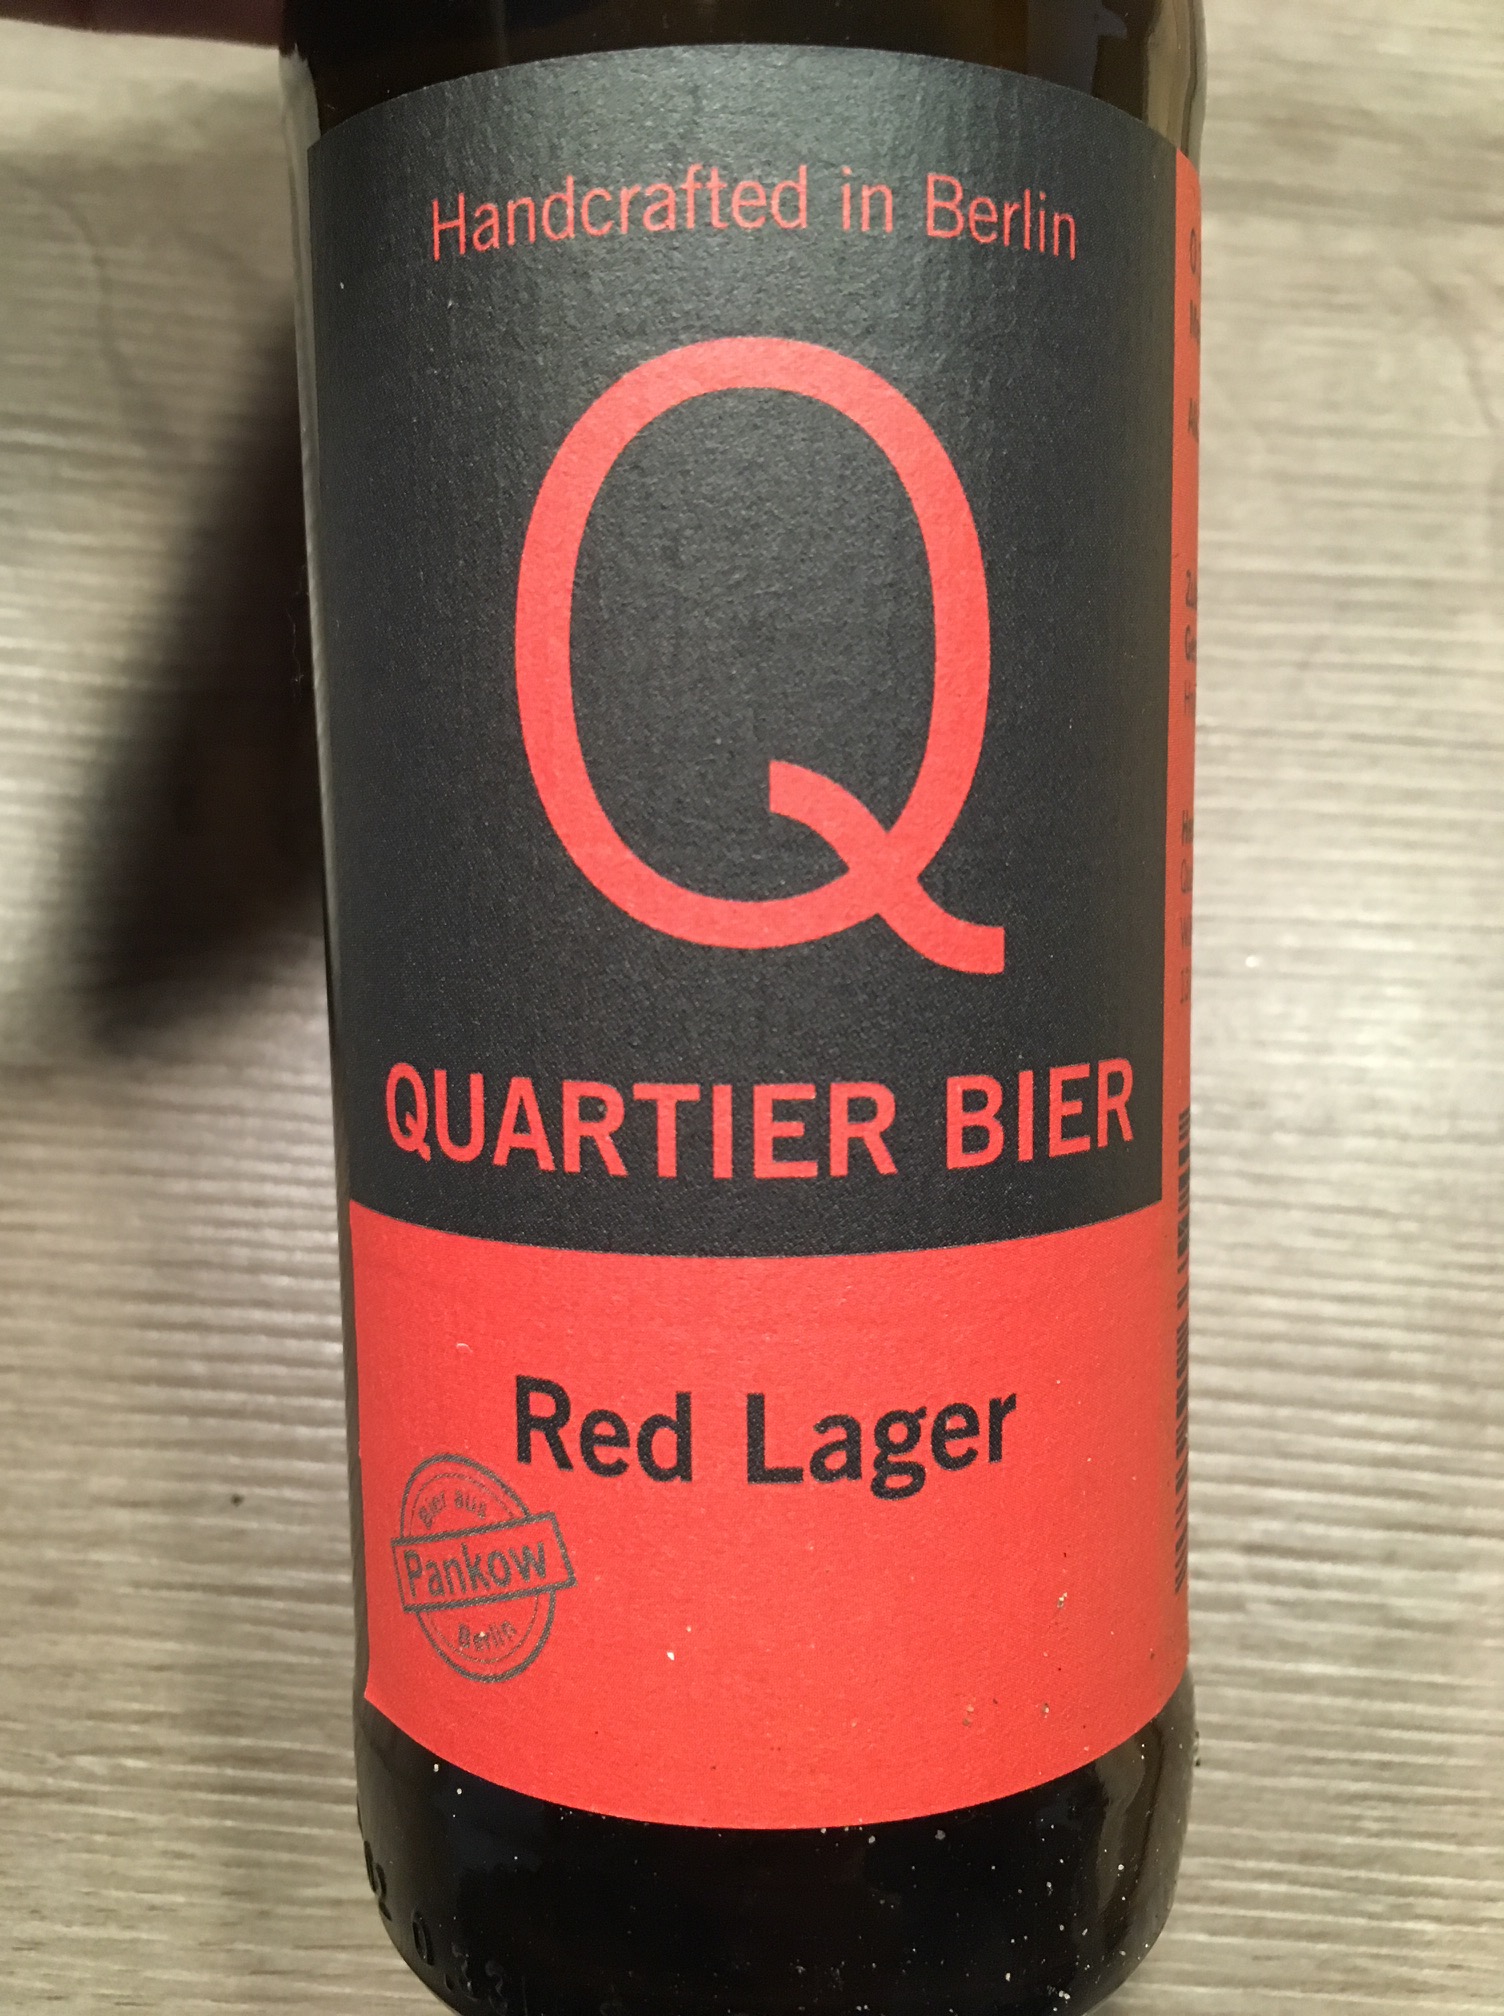 Handcrafted in Berlin
Q
QUARTIER BIER
Red Lager
Bier aus
Pankow
Berlin